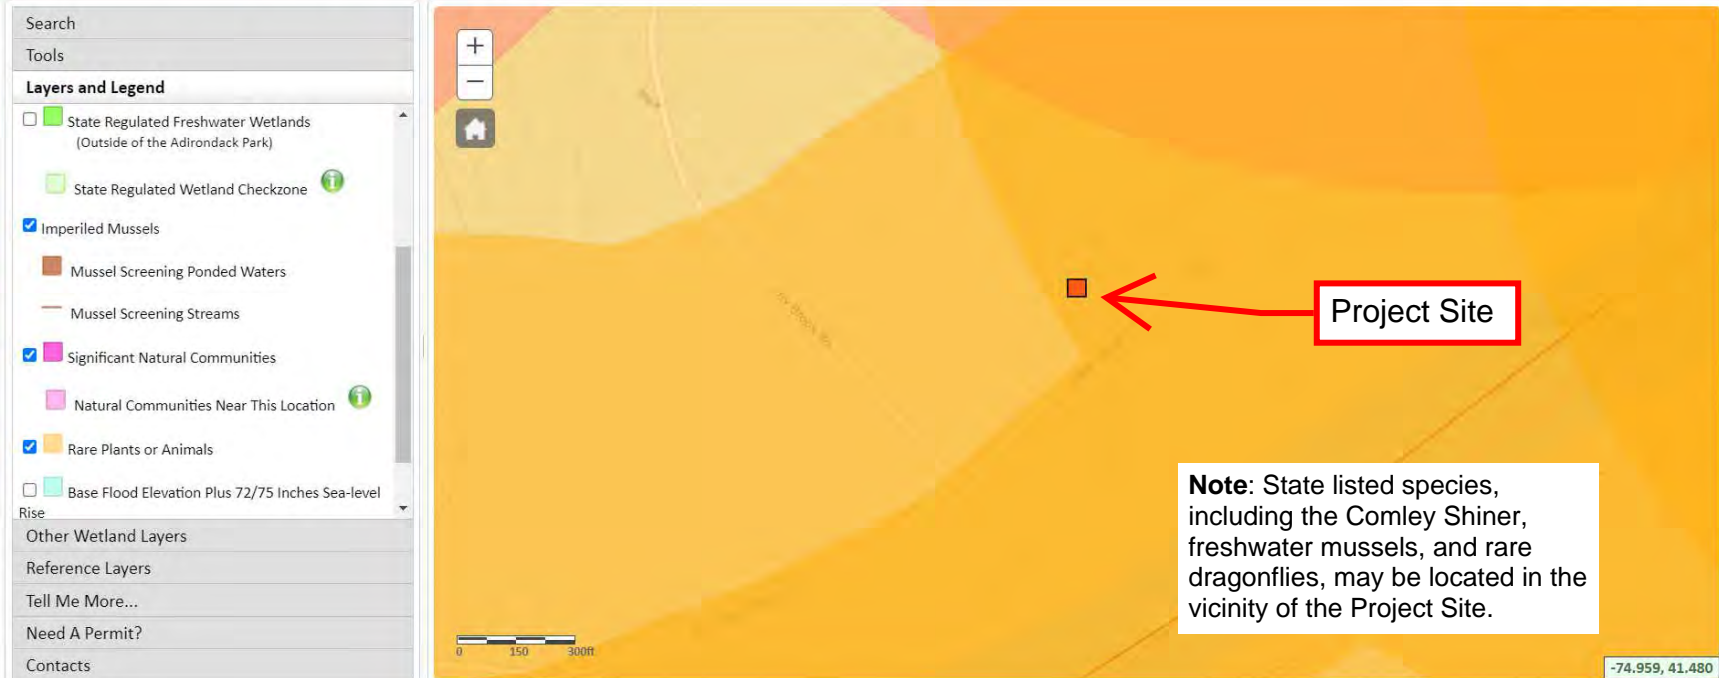 Search
Tools
Layers and Legend
State Regulated Freshwater Wetlands
(Outside of the Adirondack Park)
State Regulated Wetland Checkzone
Imperiled Mussels
Mussel Screening Ponded Waters
Mussel Screening Streams
Significant Natural Communities
Natural Communities Near This Location
Rare Plants or Animals
Base Flood Elevation Plus 72/75 Inches Sea-level
Rise
Other Wetland Layers
Reference Layers
Tell Me More...
Need A Permit?
Contacts
+
−
Project Site
Note: State listed species,
including the Comley Shiner,
freshwater mussels, and rare
dragonflies, may be located in the
vicinity of the Project Site.
0 150 300ft
-74.959, 41.480